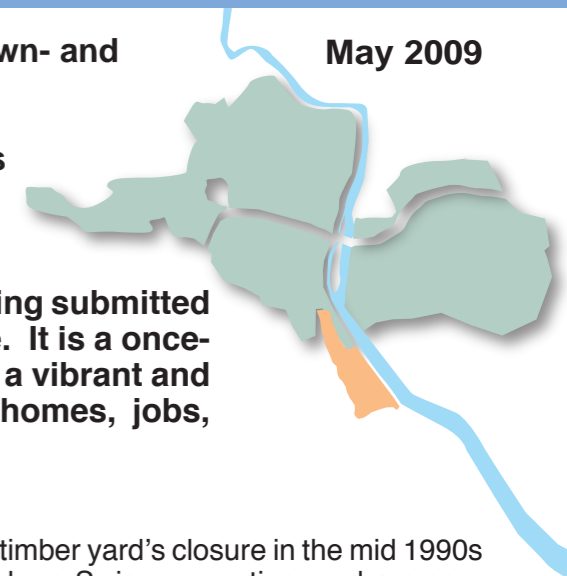 wn- and
May 2009
s
ing submitted
e. It is a once-
a vibrant and
homes, jobs,
timber yard's closure in the mid 1990s